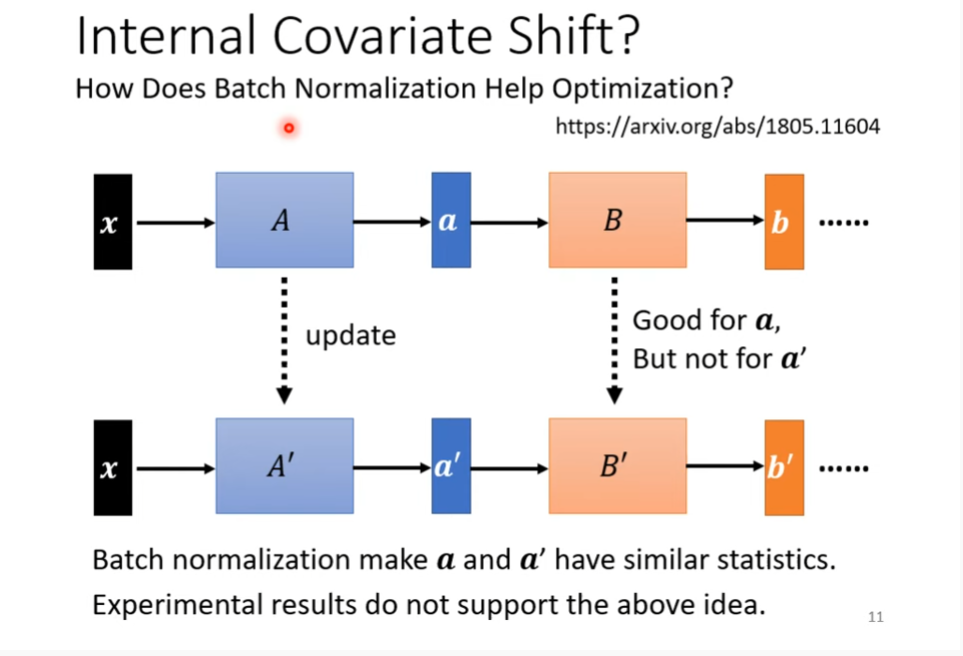 Internal Covariate Shift?
How Does Batch Normalization Help Optimization?
https://arxiv.org/abs/1805.11604
x A a B b ......
update
Good for a,
But not for a′
x A′ a′ B′ b′ ......
Batch normalization make a and a′ have similar statistics.
Experimental results do not support the above idea.
11